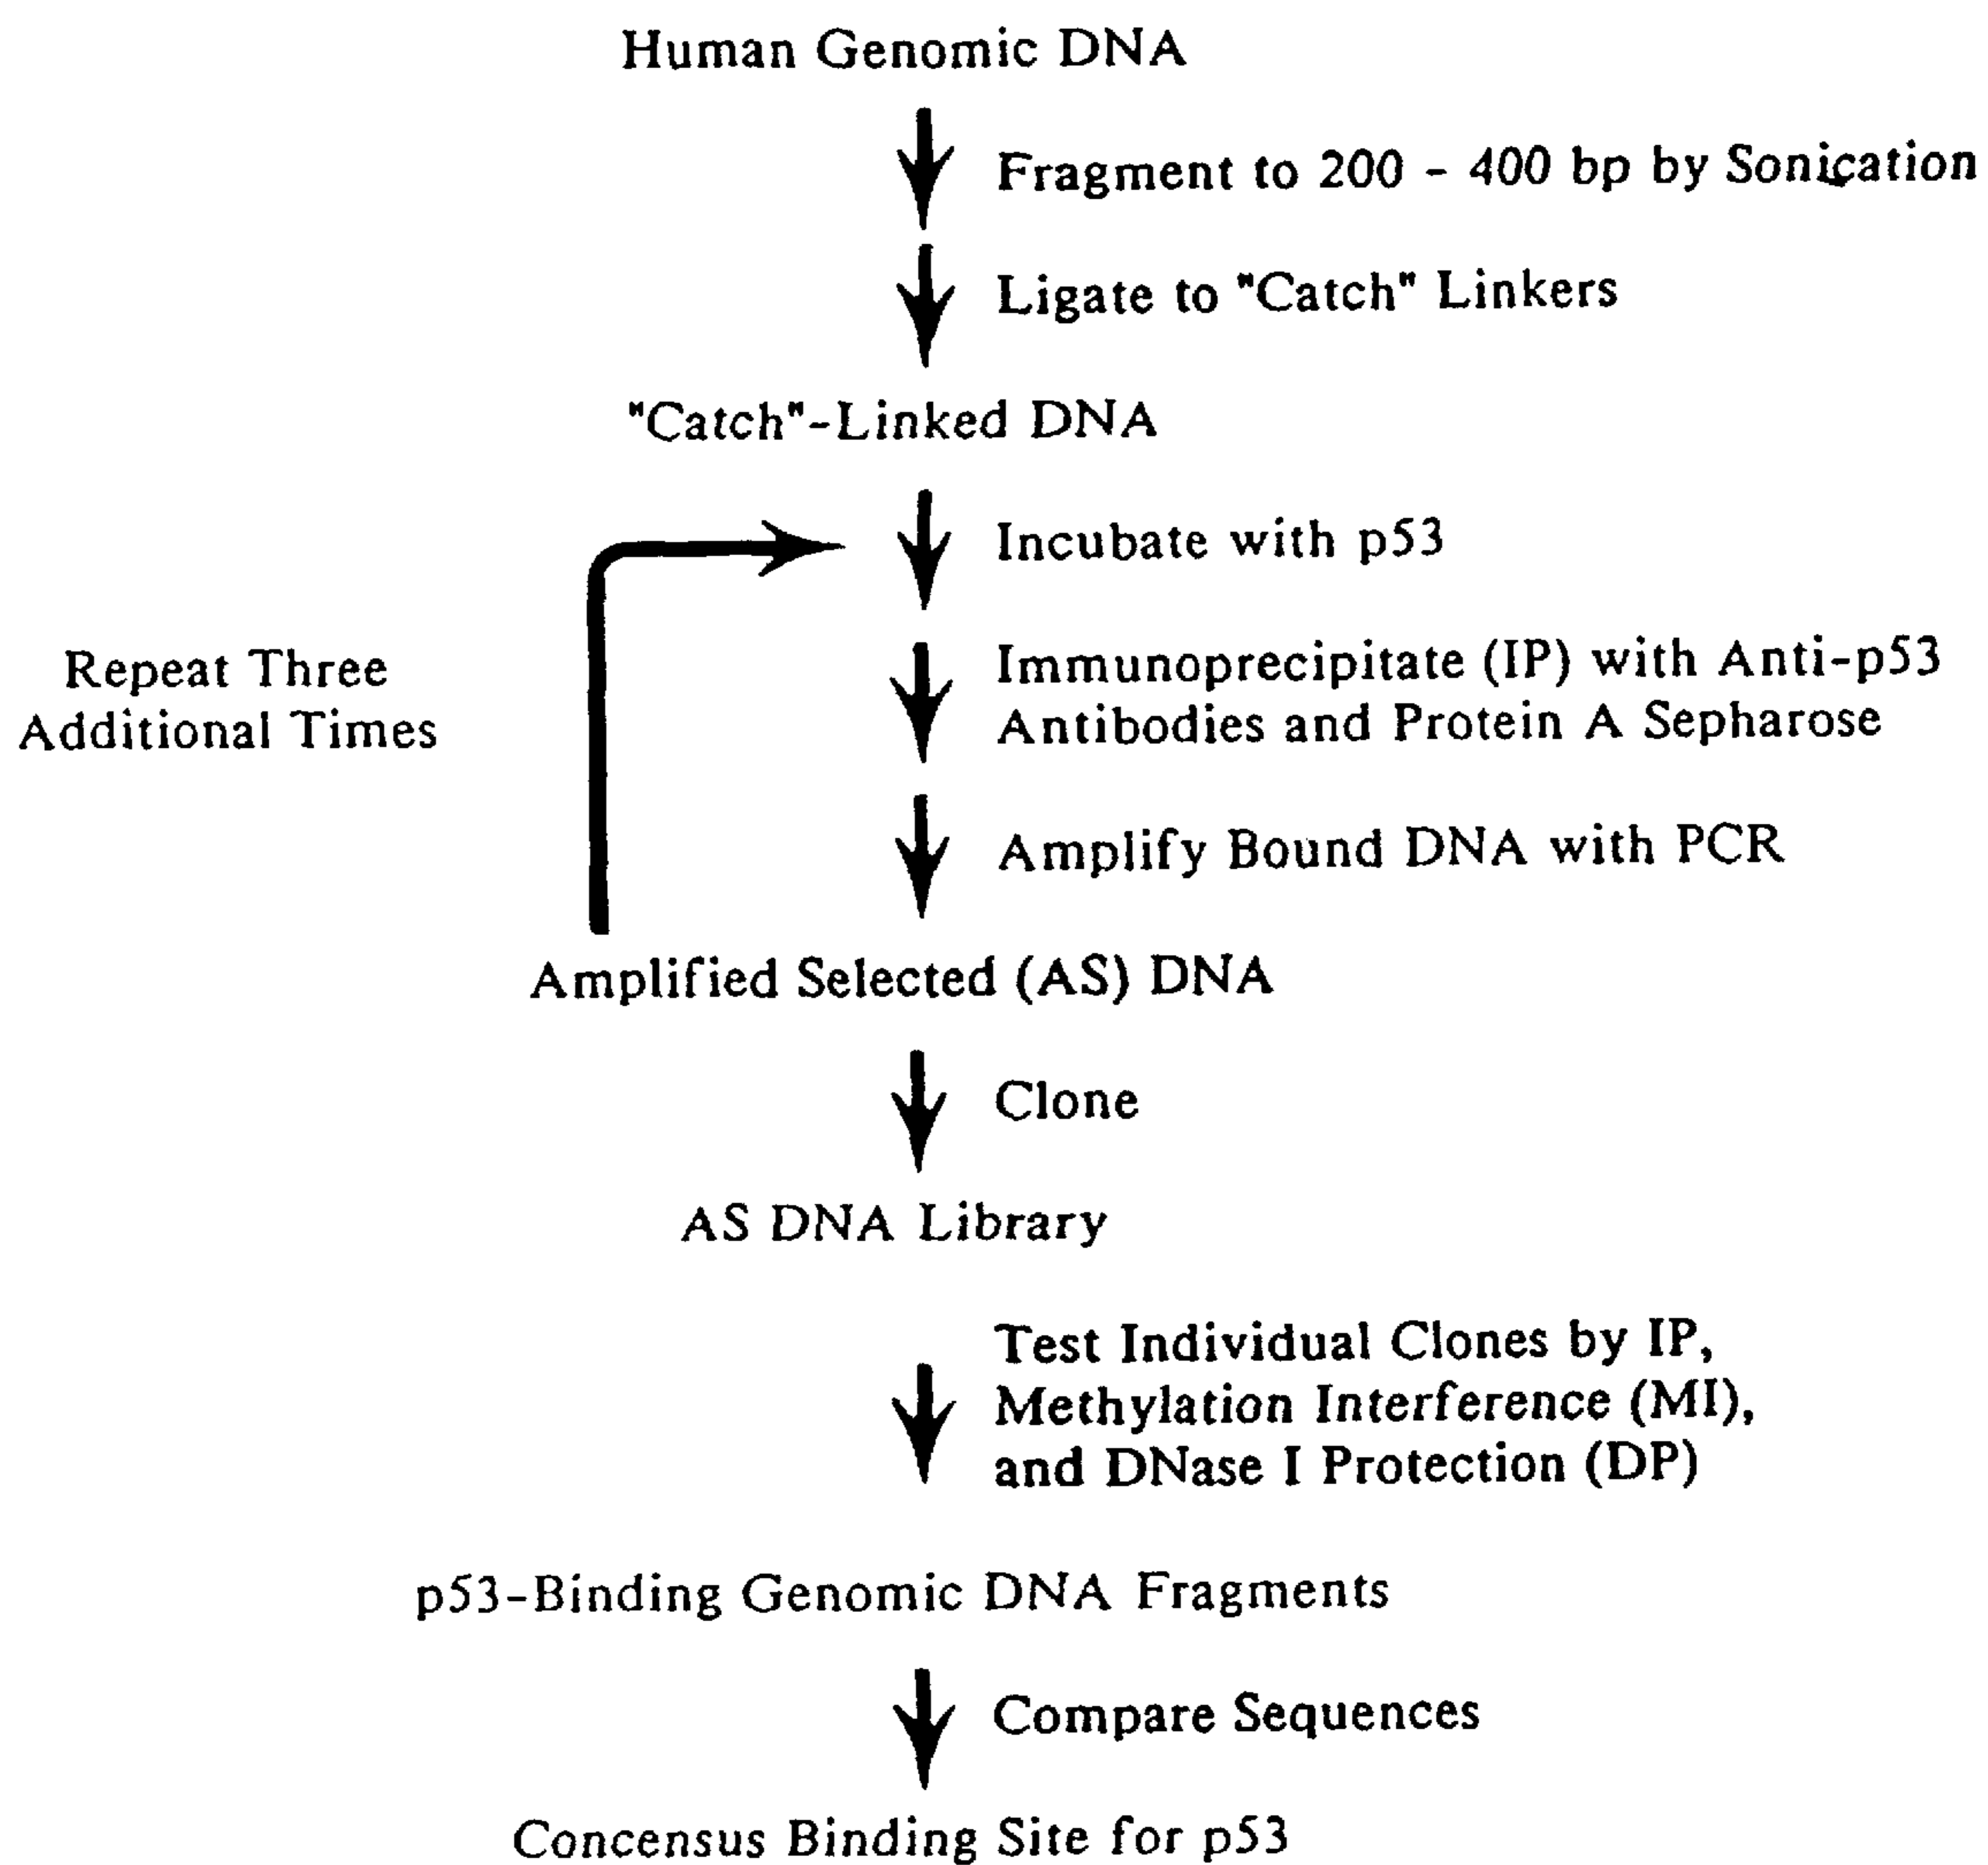 Human Genomic DNA
Fragment to 200 - 400 bp by Sonication
Ligate to "Catch" Linkers
"Catch"-Linked DNA
Incubate with p53
Immunoprecipitate (IP) with Anti-p53
Antibodies and Protein A Sepharose
Repeat Three
Additional Times
Amplify Bound DNA with PCR
Amplified Selected (AS) DNA
Clone
AS DNA Library
Test Individual Clones by IP,
Methylation Interference (MI),
and DNase I Protection (DP)
p53-Binding Genomic DNA Fragments
Compare Sequences
Concensus Binding Site for p53